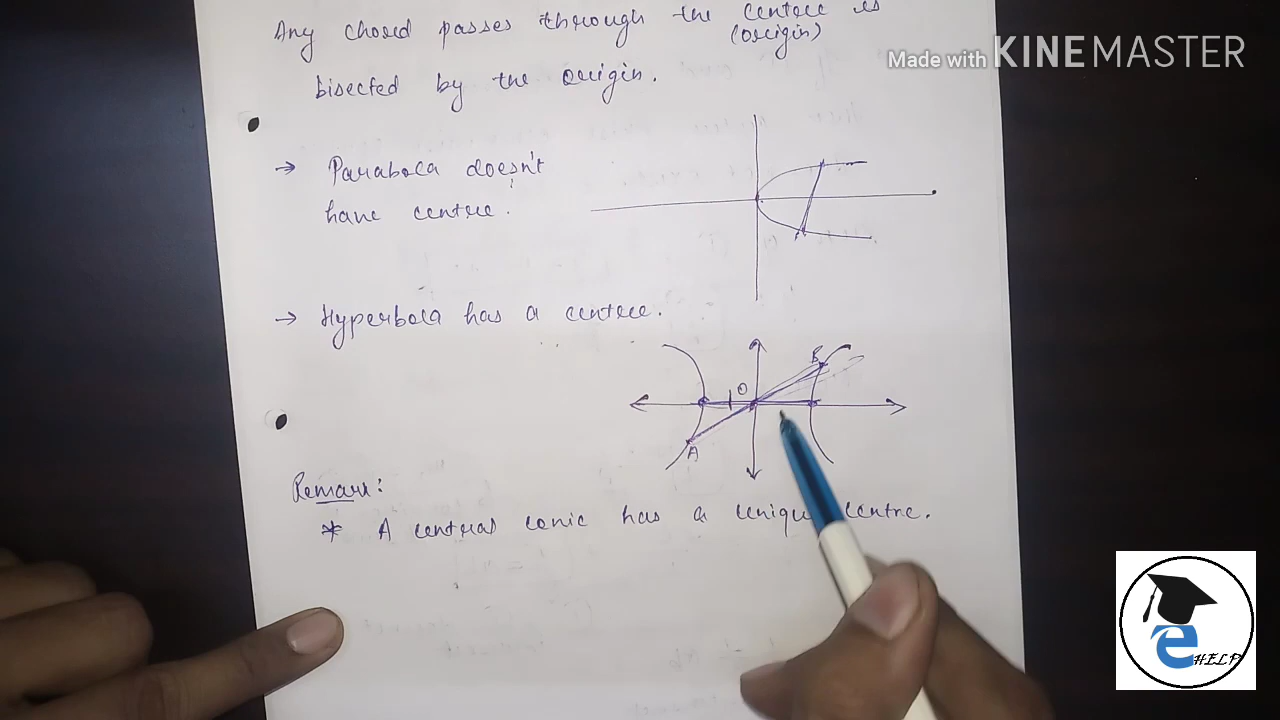 Any chord passes through the centre is
(origin)
Made with KINEMASTER
bisected by the origin.
→ Parabola doesn't
have centre.
→ Hyperbola has a centre.
B
O
A
Remark:
* A central conic has a unique centre.
e HELP